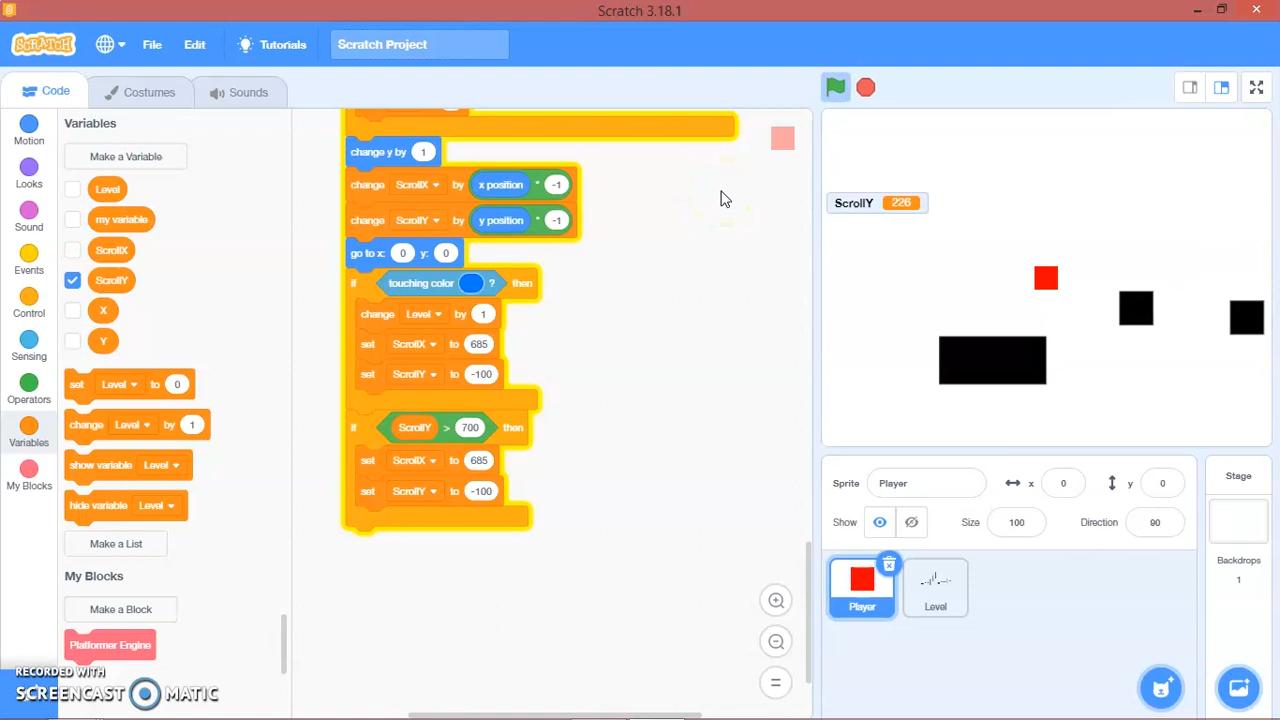 Scratch 3.18.1
SCRATCH
File
Edit
Tutorials
Scratch Project
Code
Costumes
Sounds
Motion
Looks
Sound
Events
Control
Sensing
Operators
Variables
My Blocks
Variables
Make a Variable
Level
my variable
ScrollX
ScrollY
X
Y
set Level to 0
change Level by 1
show variable Level
hide variable Level
Make a List
My Blocks
Make a Block
Platformer Engine
change y by 1
change ScrollX by x position * -1
change ScrollY by y position * -1
go to x: 0 y: 0
if touching color ? then
change Level by 1
set ScrollX to 685
set ScrollY to -100
if ScrollY > 700 then
set ScrollX to 685
set ScrollY to -100
ScrollY 226
Sprite Player x 0 y 0
Show Size 100 Direction 90
Player
Level
Stage
Backdrops
1
RECORDED WITH
SCREENCAST MATIC